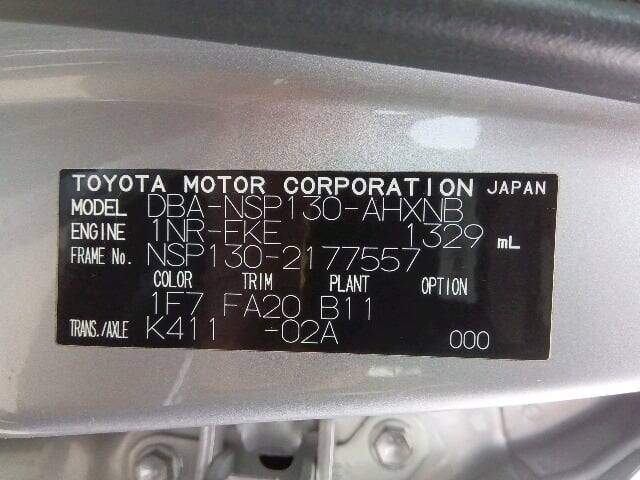 TOYOTA MOTOR CORPORATION JAPAN
MODEL DBA-NSP130-AHXNB
ENGINE 1NR-FKE 1329 mL
FRAME No. NSP130-2177557
COLOR TRIM PLANT OPTION
1F7 FA20 B11
TRANS./AXLE K411 -02A 000